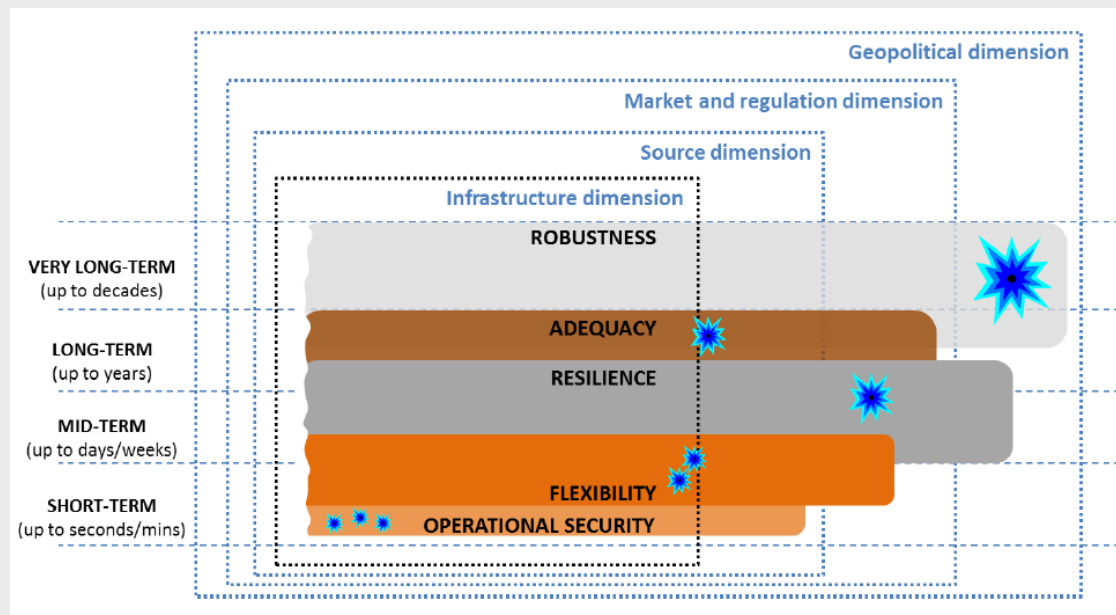 Geopolitical dimension
Market and regulation dimension
Source dimension
Infrastructure dimension
ROBUSTNESS
VERY LONG-TERM
(up to decades)
ADEQUACY
LONG-TERM
(up to years)
RESILIENCE
MID-TERM
(up to days/weeks)
FLEXIBILITY
SHORT-TERM
(up to seconds/mins)
OPERATIONAL SECURITY